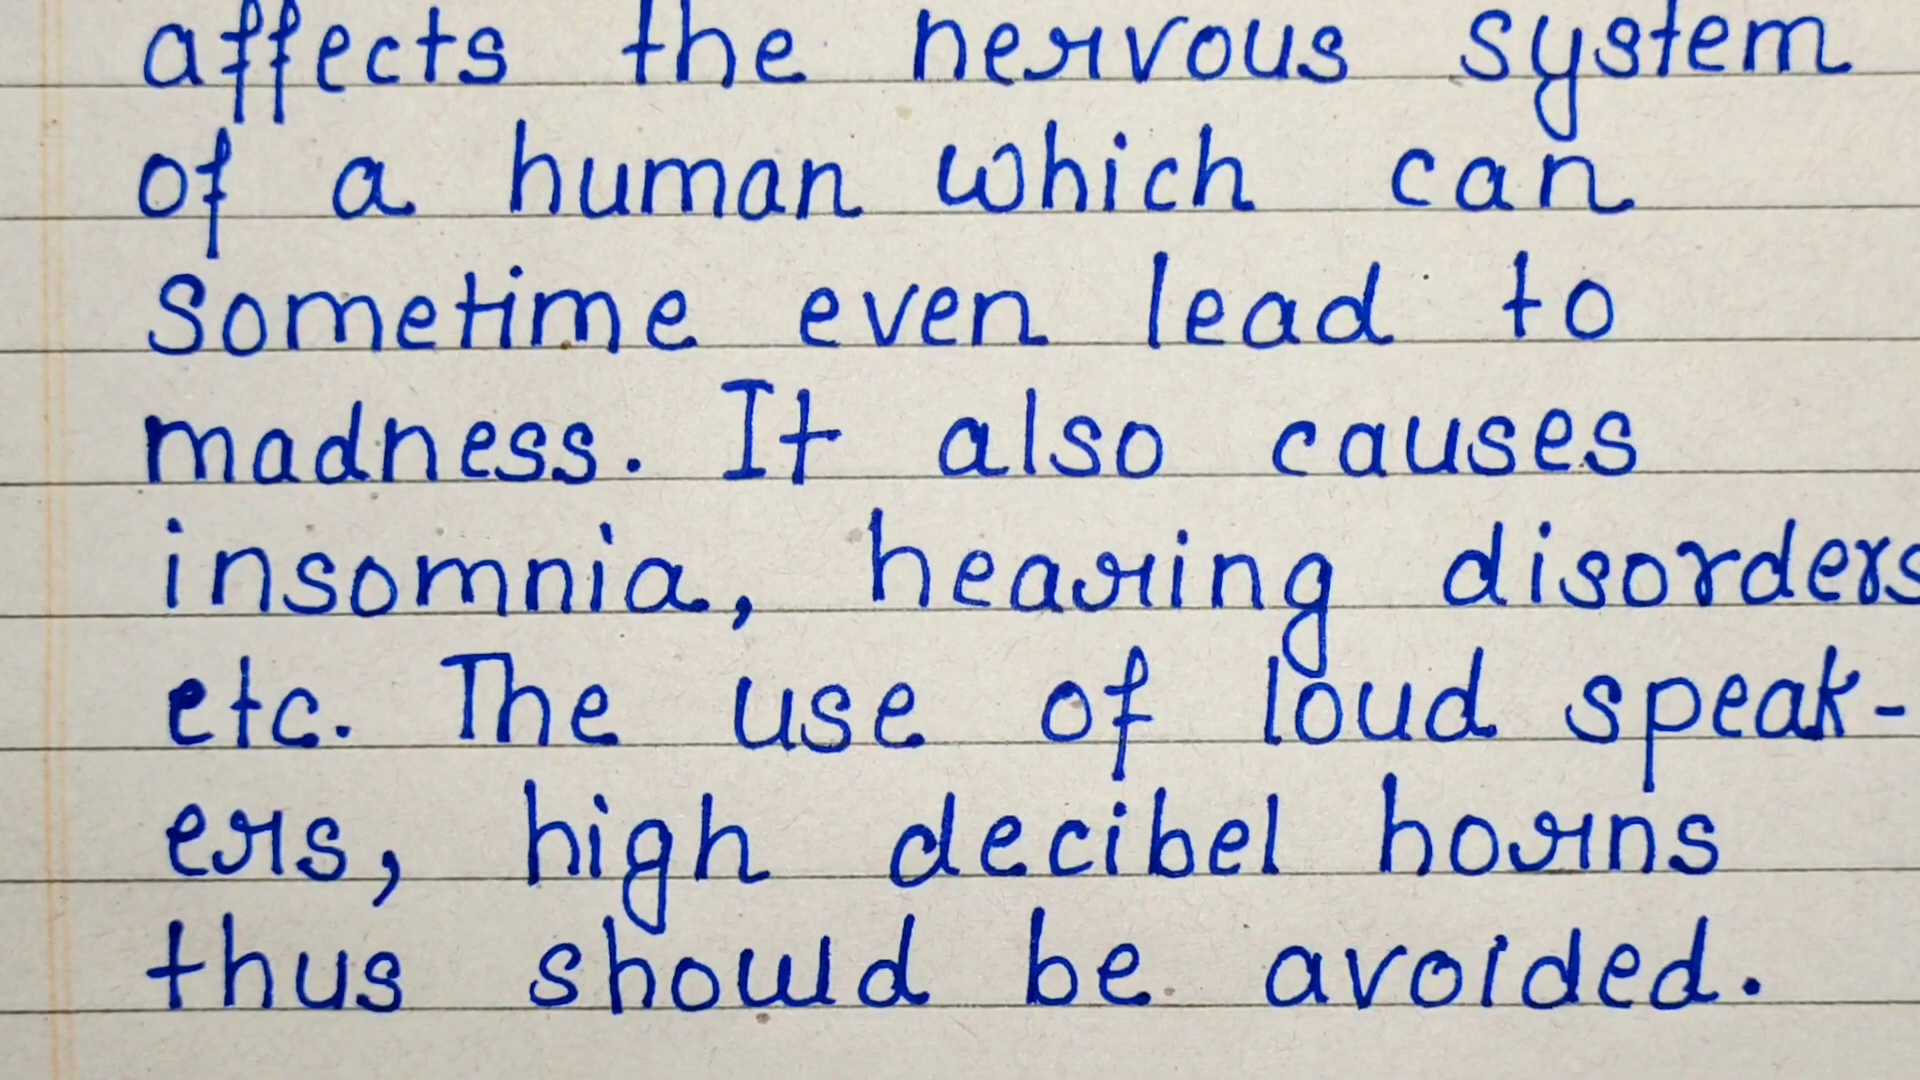 affects the nervous system
of a human which can
Sometime even lead to
madness. It also causes
insomnia, hearing disorders
etc. The use of loud speak-
ers, high decibel horns
thus should be avoided.